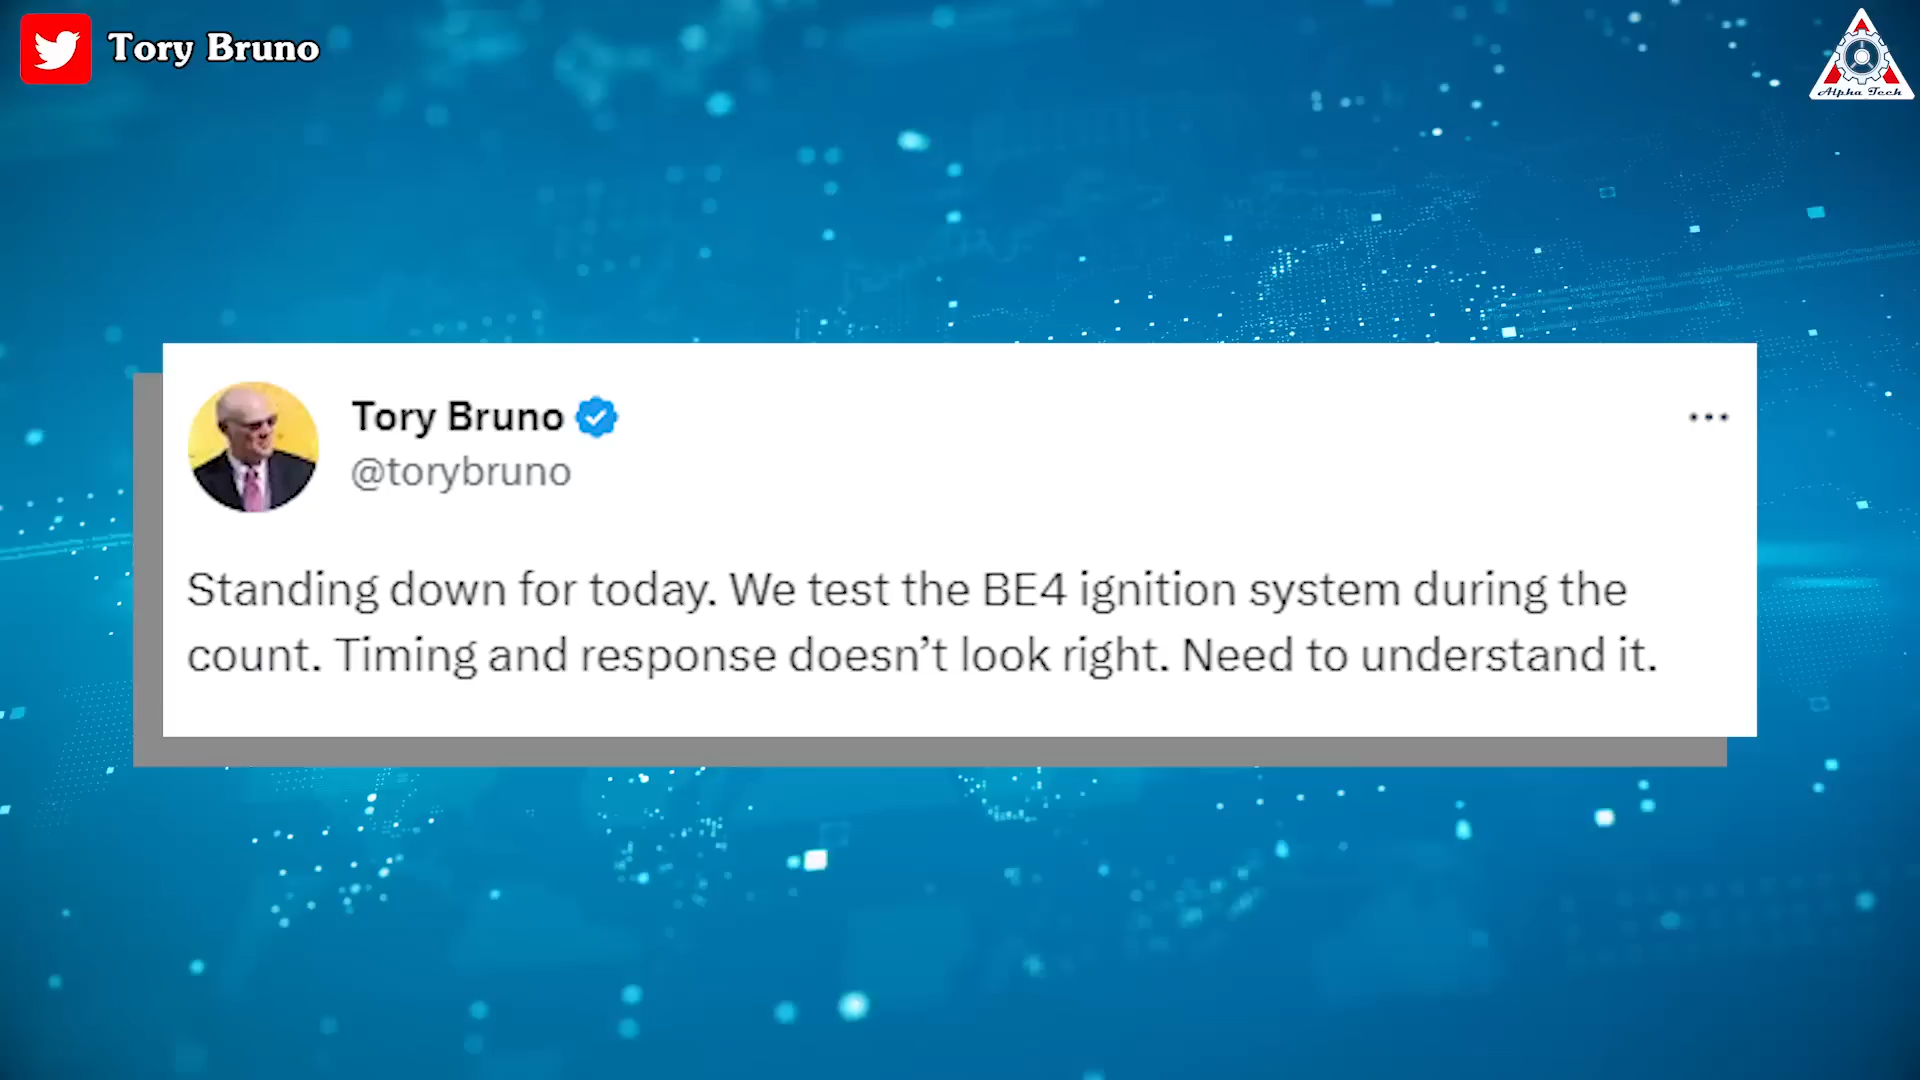 Tory Bruno
Alpha Tech
Tory Bruno
@torybruno
Standing down for today. We test the BE4 ignition system during the
count. Timing and response doesn’t look right. Need to understand it.